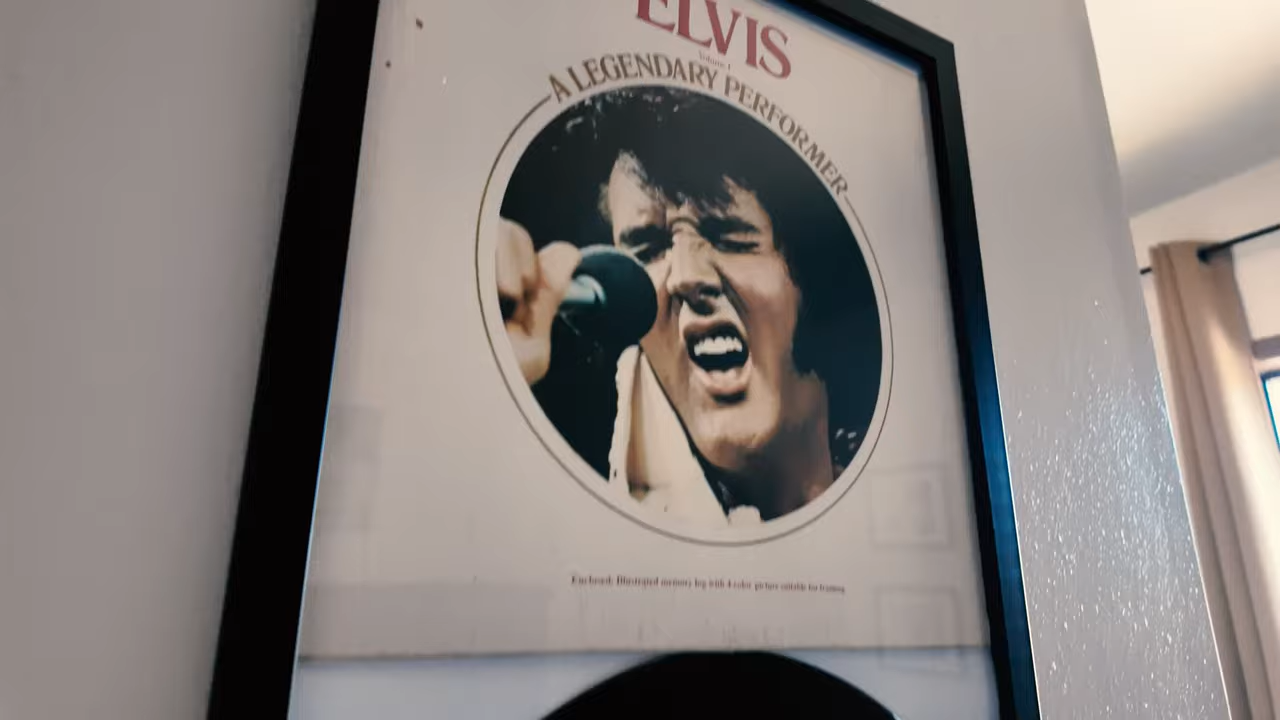 ELVIS
Volume 1
A LEGENDARY PERFORMER
Enclosed: Illustrated memory log with 4-color picture suitable for framing